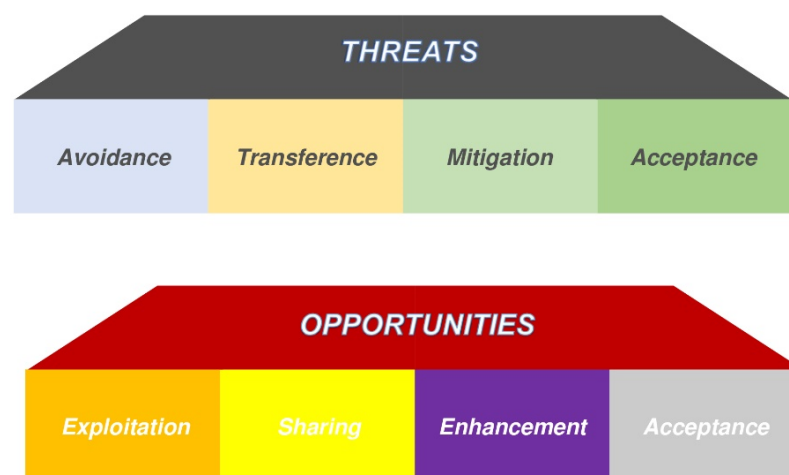 THREATS
Avoidance Transference Mitigation Acceptance
OPPORTUNITIES
Exploitation Sharing Enhancement Acceptance